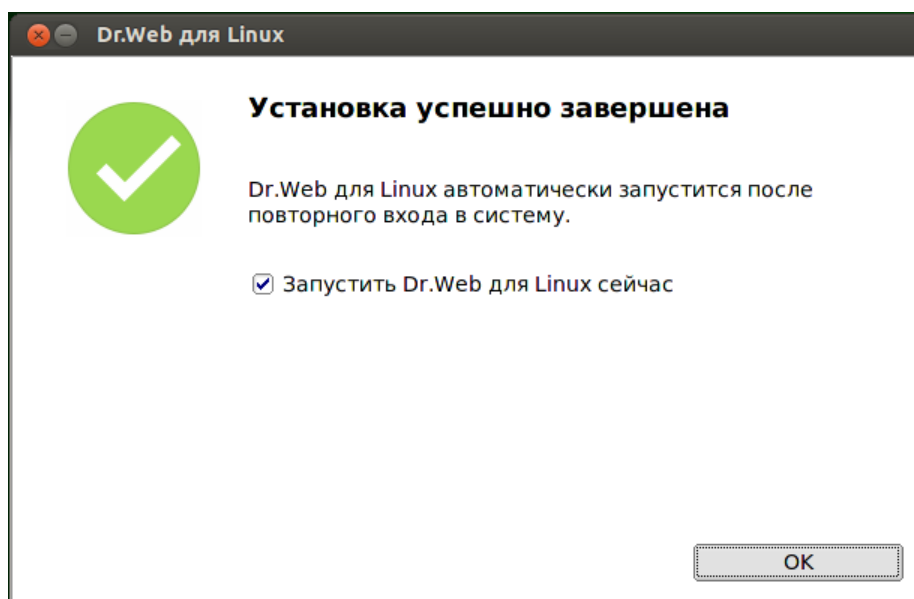 Dr.Web для Linux
Установка успешно завершена
Dr.Web для Linux автоматически запустится после
повторного входа в систему.
Запустить Dr.Web для Linux сейчас
OK